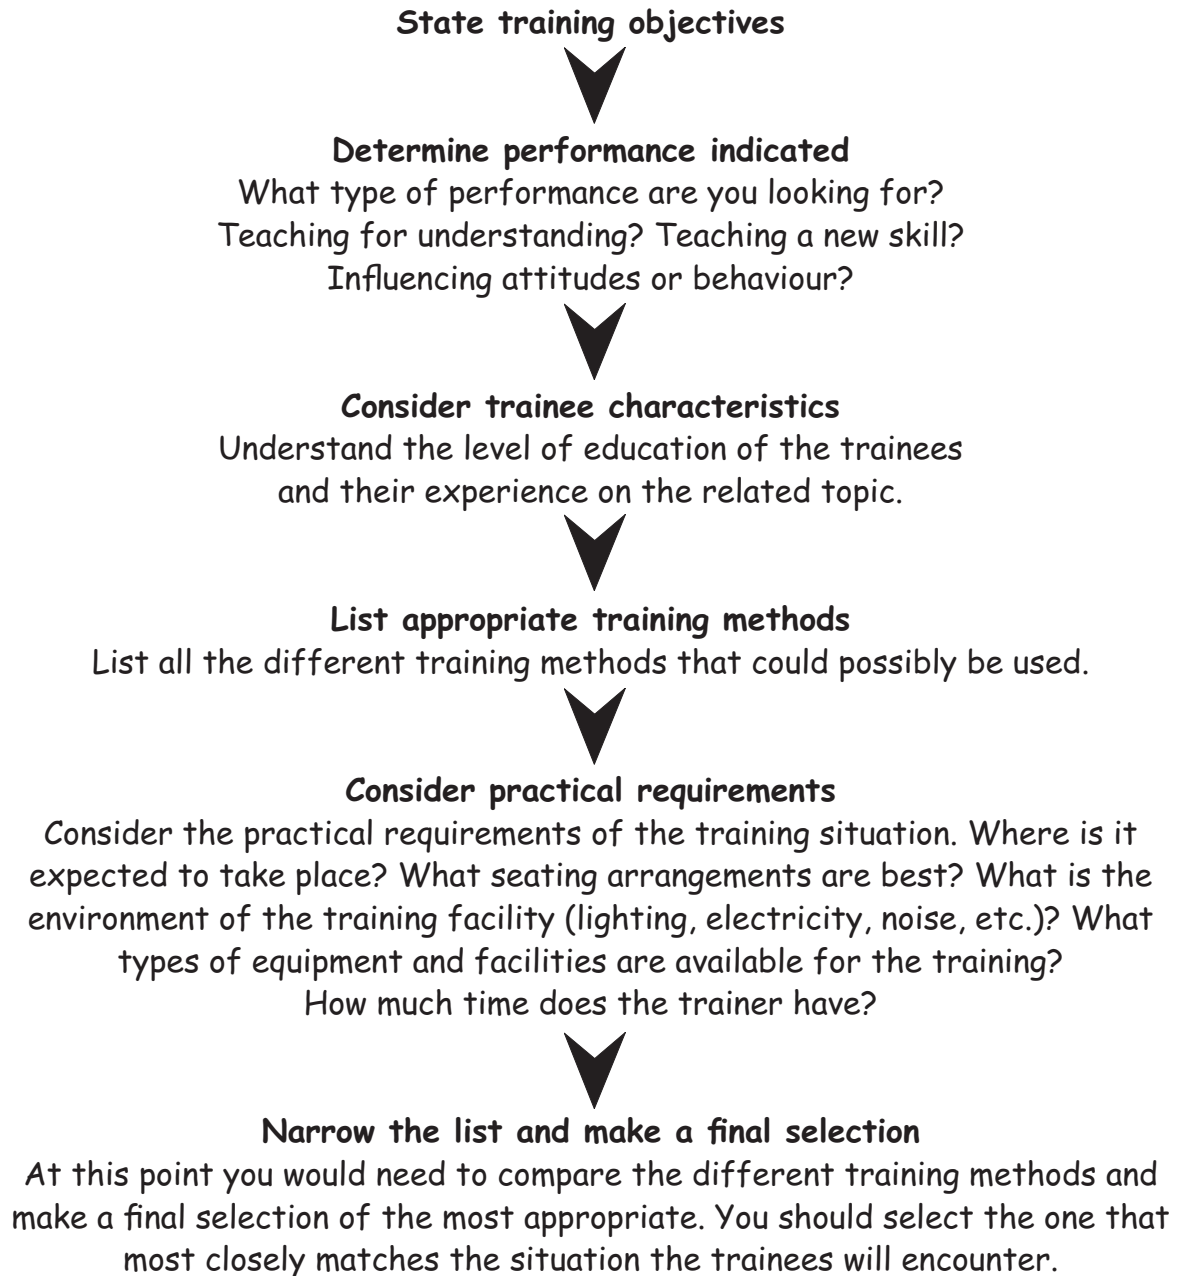 State training objectives
Determine performance indicated
What type of performance are you looking for?
Teaching for understanding? Teaching a new skill?
Influencing attitudes or behaviour?
Consider trainee characteristics
Understand the level of education of the trainees
and their experience on the related topic.
List appropriate training methods
List all the different training methods that could possibly be used.
Consider practical requirements
Consider the practical requirements of the training situation. Where is it
expected to take place? What seating arrangements are best? What is the
environment of the training facility (lighting, electricity, noise, etc.)? What
types of equipment and facilities are available for the training?
How much time does the trainer have?
Narrow the list and make a final selection
At this point you would need to compare the different training methods and
make a final selection of the most appropriate. You should select the one that
most closely matches the situation the trainees will encounter.